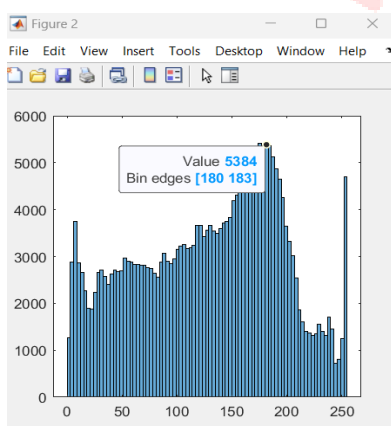 Figure 2
File Edit View Insert Tools Desktop Window Help
6000
5000
4000
3000
2000
1000
0
Value 5384
Bin edges [180 183]
0 50 100 150 200 250